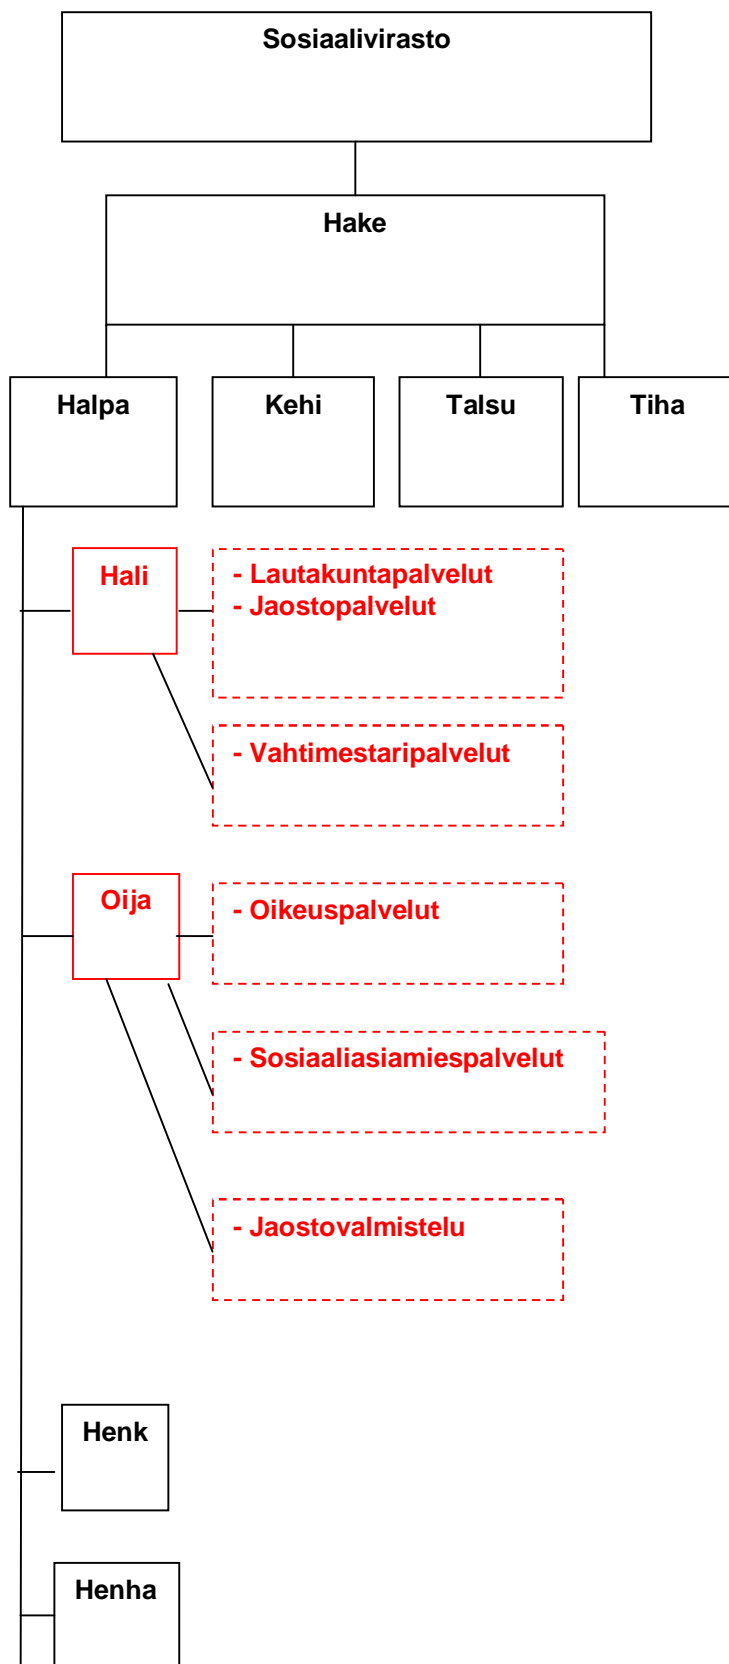 Sosiaalivirasto
Hake
Halpa
Kehi
Talsu
Tiha
Hali
- Lautakuntapalvelut
- Jaostopalvelut
- Vahtimestaripalvelut
Oija
- Oikeuspalvelut
- Sosiaaliasiamiespalvelut
- Jaostovalmistelu
Henk
Henha